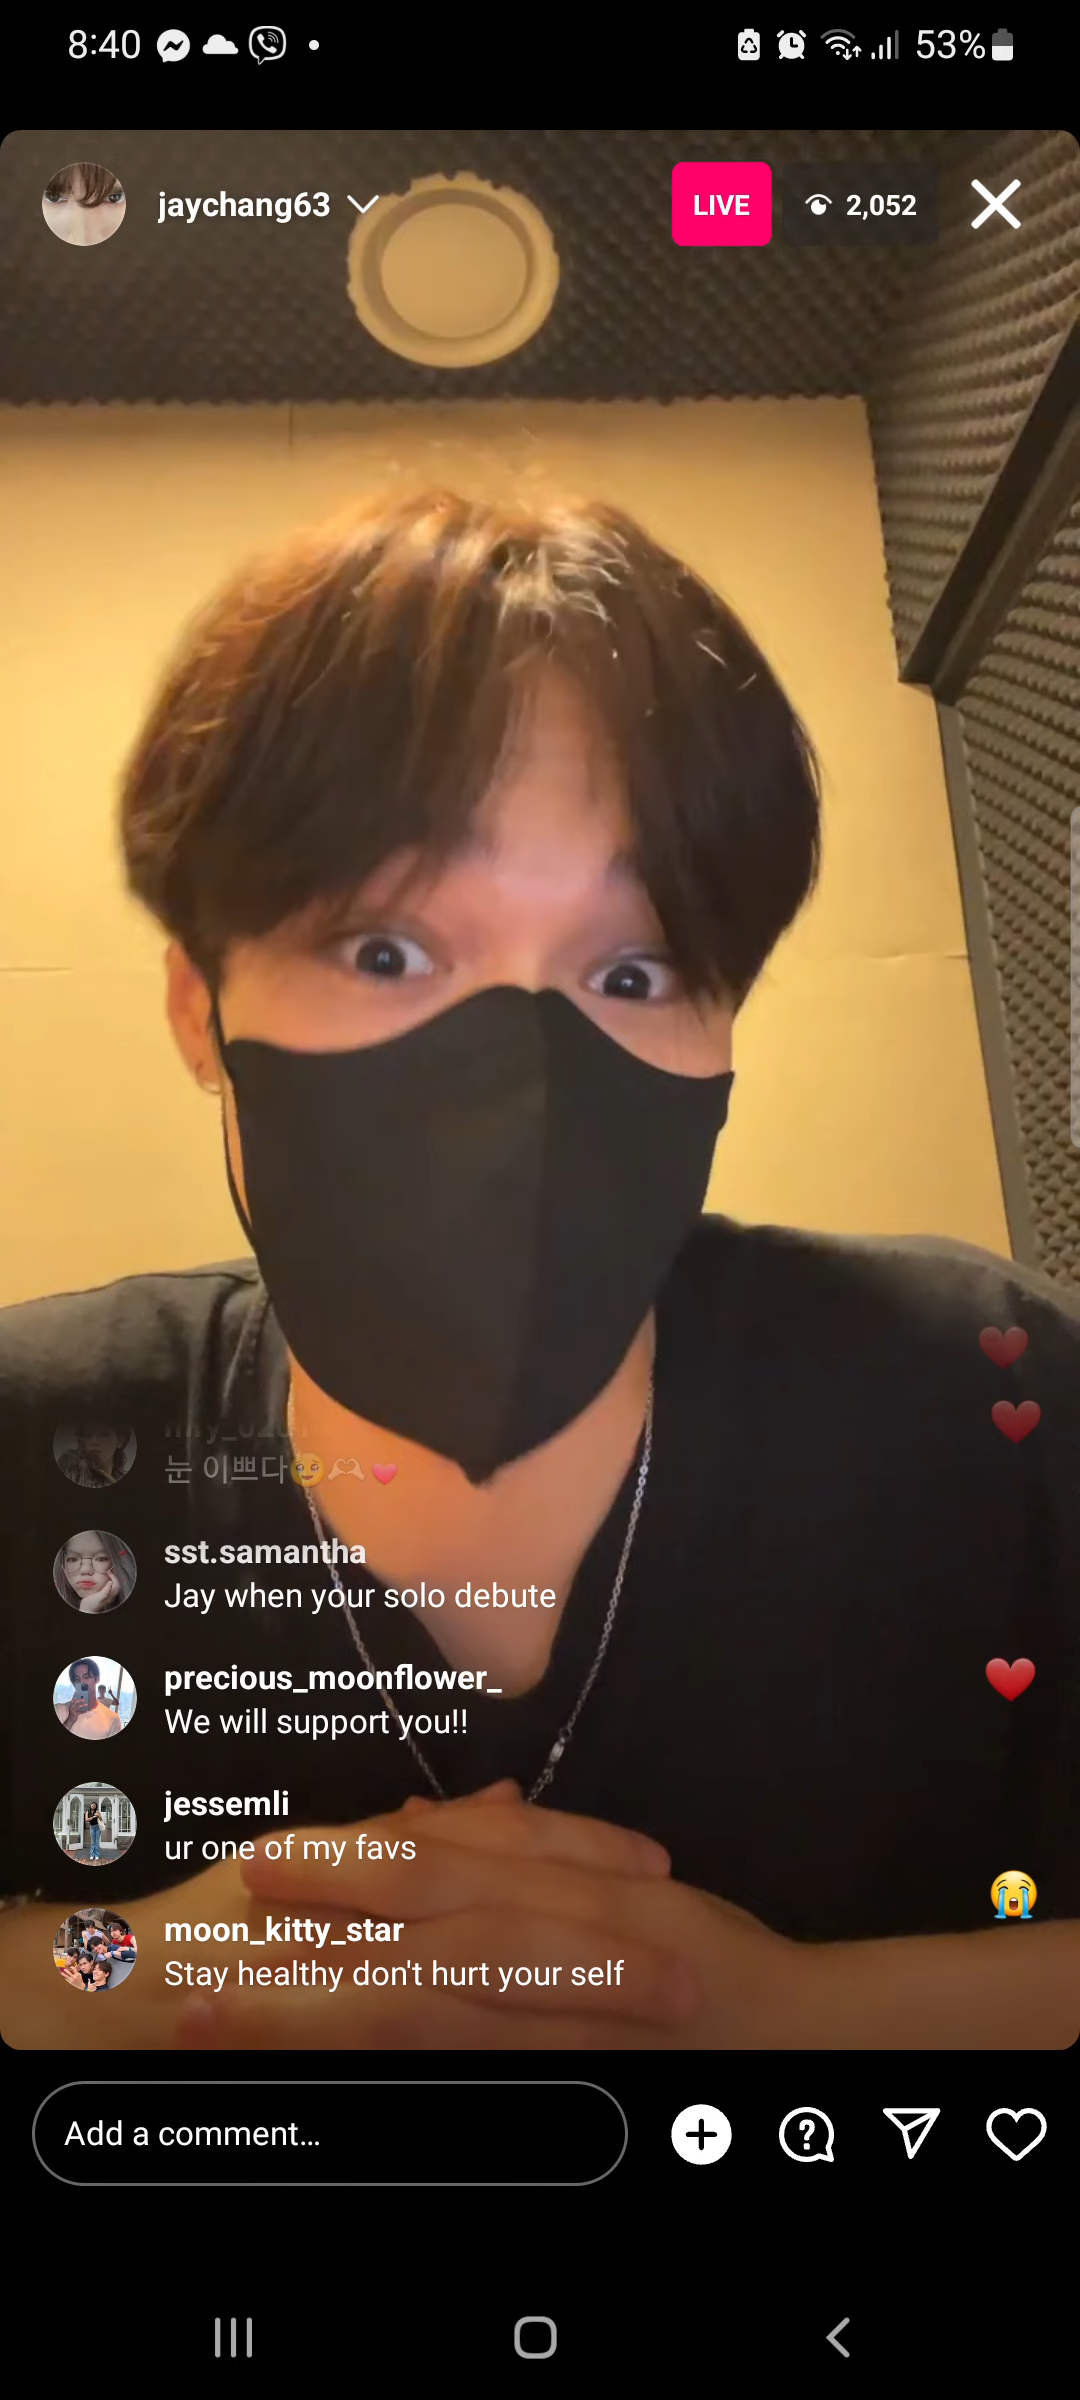 8:40
53%
jaychang63
LIVE
2,052
눈 이쁘다🥹🫶💗
sst.samantha
Jay when your solo debute
precious_moonflower_
We will support you!!
jessemli
ur one of my favs
moon_kitty_star
Stay healthy don't hurt your self
Add a comment...